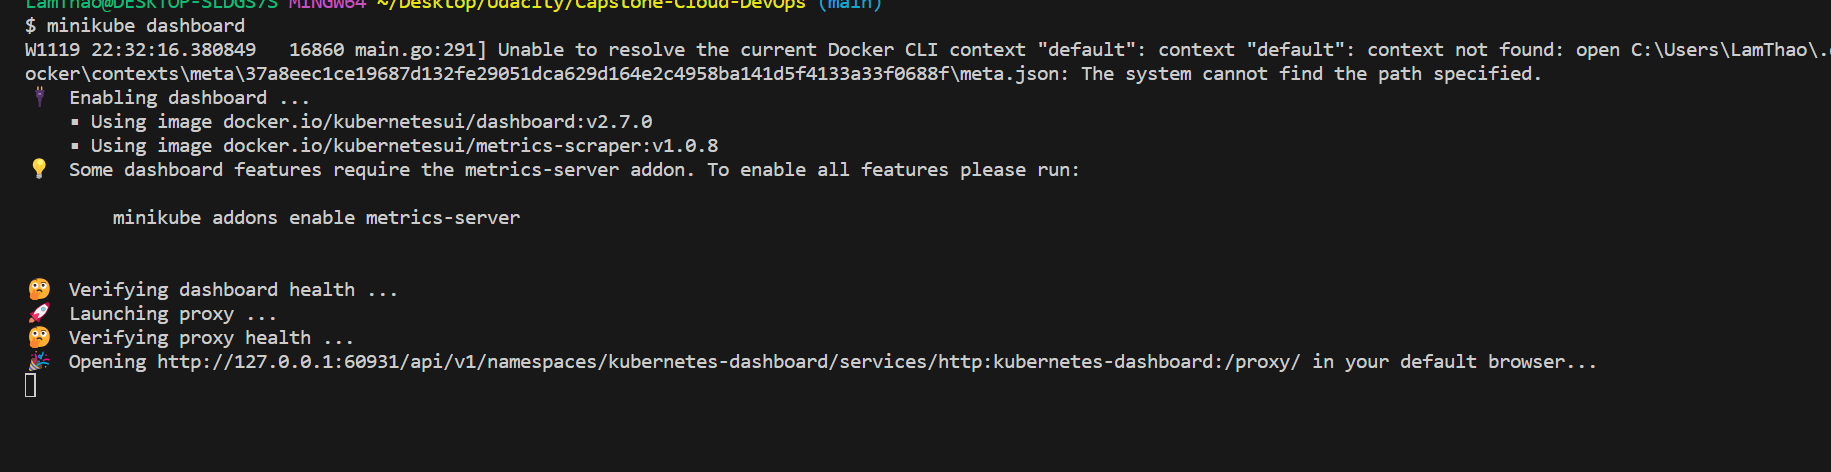 LamThao@DESKTOP-SLDGS7S MINGW64 ~/Desktop/Udacity/Capstone-Cloud-DevOps (main)
$ minikube dashboard
W1119 22:32:16.380849   16860 main.go:291] Unable to resolve the current Docker CLI context "default": context "default": context not found: open C:\Users\LamThao\.d
ocker\contexts\meta\37a8eec1ce19687d132fe29051dca629d164e2c4958ba141d5f4133a33f0688f\meta.json: The system cannot find the path specified.
Enabling dashboard ...
▪ Using image docker.io/kubernetesui/dashboard:v2.7.0
▪ Using image docker.io/kubernetesui/metrics-scraper:v1.0.8
Some dashboard features require the metrics-server addon. To enable all features please run:
minikube addons enable metrics-server
Verifying dashboard health ...
Launching proxy ...
Verifying proxy health ...
Opening http://127.0.0.1:60931/api/v1/namespaces/kubernetes-dashboard/services/http:kubernetes-dashboard:/proxy/ in your default browser...